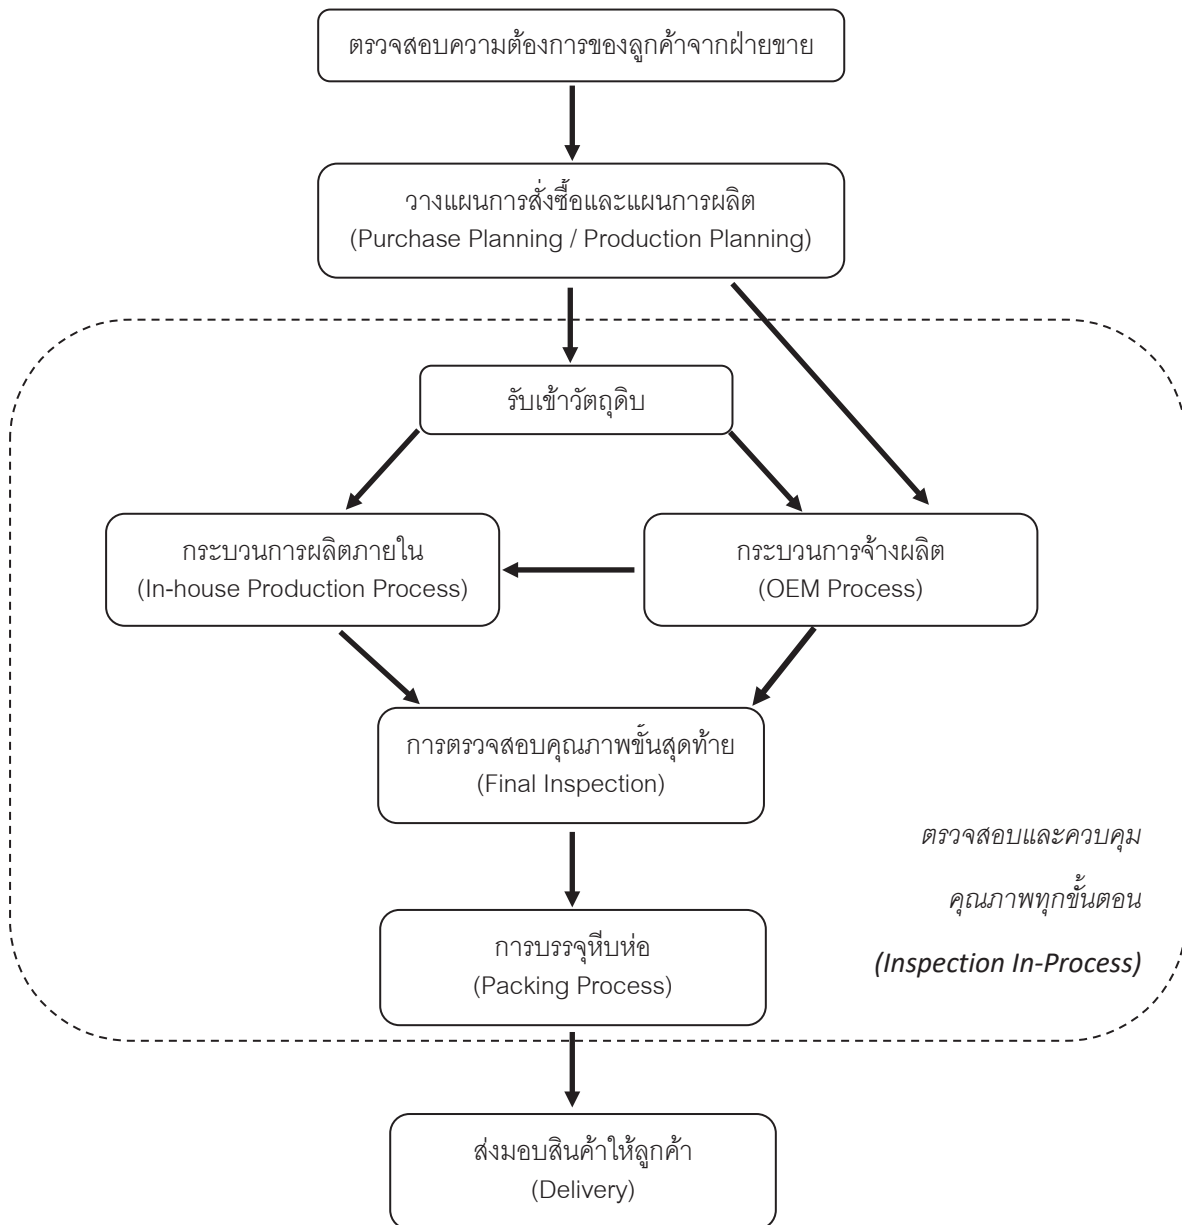 ตรวจสอบความต้องการของลูกค้าจากฝ่ายขาย
วางแผนการสั่งซื้อและแผนการผลิต
(Purchase Planning / Production Planning)
รับเข้าวัตถุดิบ
กระบวนการผลิตภายใน
(In-house Production Process)
กระบวนการจ้างผลิต
(OEM Process)
การตรวจสอบคุณภาพขั้นสุดท้าย
(Final Inspection)
ตรวจสอบและควบคุม
คุณภาพทุกขั้นตอน
(Inspection In-Process)
การบรรจุหีบห่อ
(Packing Process)
ส่งมอบสินค้าให้ลูกค้า
(Delivery)